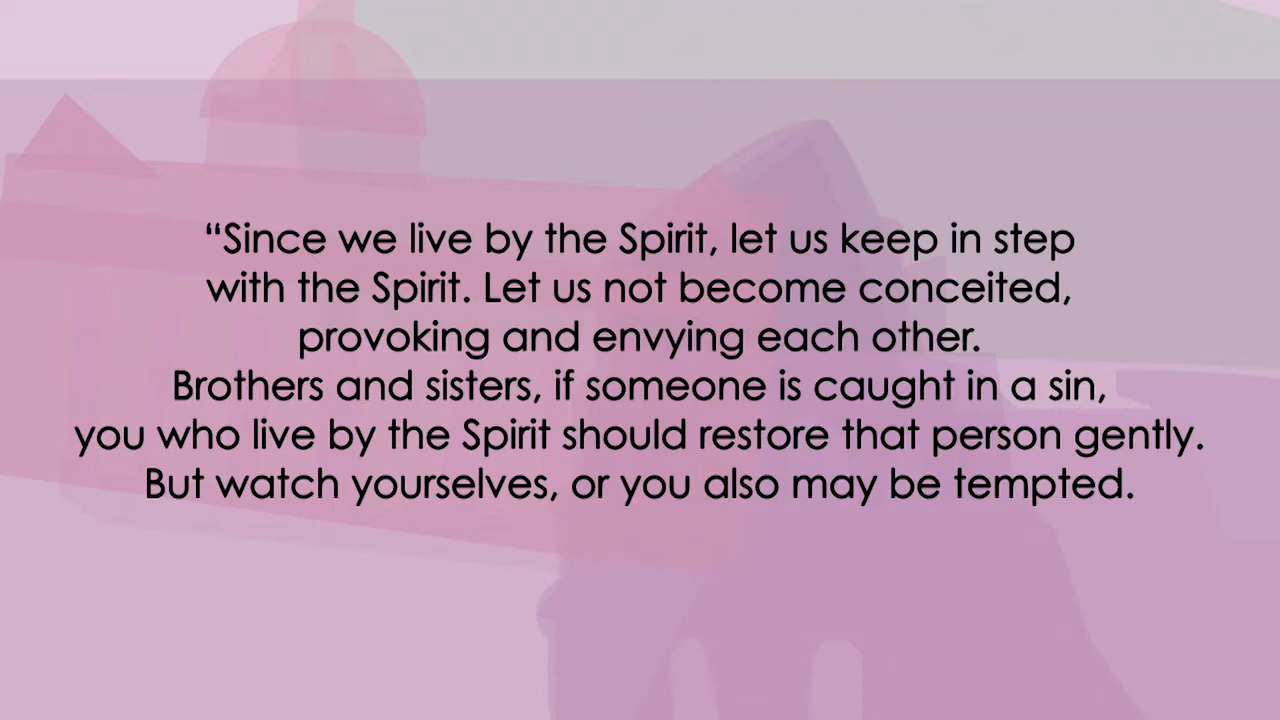 “Since we live by the Spirit, let us keep in step
with the Spirit. Let us not become conceited,
provoking and envying each other.
Brothers and sisters, if someone is caught in a sin,
you who live by the Spirit should restore that person gently.
But watch yourselves, or you also may be tempted.